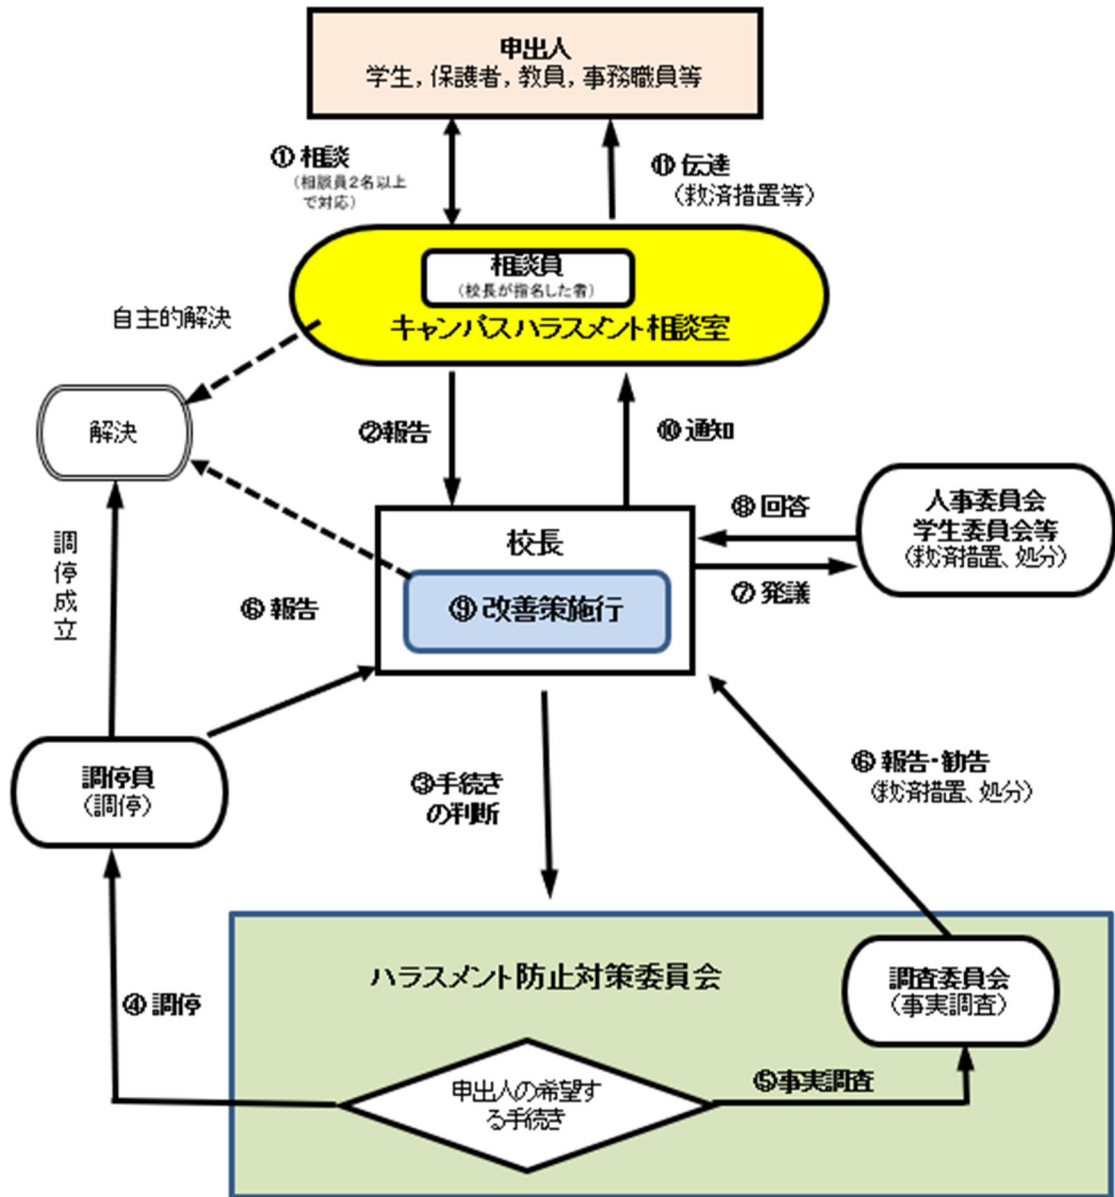 申出人
学生，保護者，教員，事務職員等
① 相談
（相談員2名以上
で対応）
⑪ 伝達
（救済措置等）
相談員
（校長が指名した者）
キャンパスハラスメント相談室
自主的解決
解決
②報告
⑩ 通知
人事委員会
学生委員会等
（救済措置、処分）
⑧ 回答
⑦ 発議
校長
⑨ 改善策施行
調停成立
⑥ 報告
調停員
（調停）
③手続き
の判断
⑥ 報告・勧告
（救済措置、処分）
ハラスメント防止対策委員会
調査委員会
（事実調査）
④ 調停
申出人の希望す
る手続き
⑤事実調査